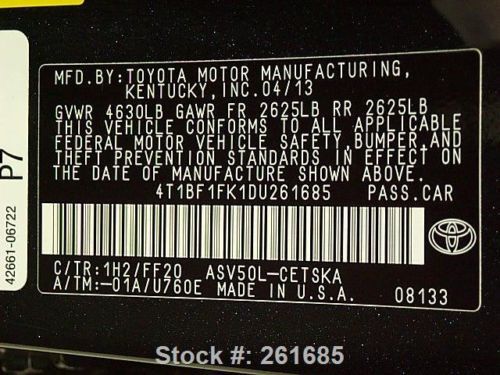 MFD.BY:TOYOTA MOTOR MANUFACTURING,
KENTUCKY, INC. 04/13
GVWR 4630LB GAWR FR 2625LB RR 2625LB
THIS VEHICLE CONFORMS TO ALL APPLICABLE
FEDERAL MOTOR VEHICLE SAFETY,BUMPER,AND
THEFT PREVENTION STANDARDS IN EFFECT ON
THE DATE OF MANUFACTURE SHOWN ABOVE.
4T1BF1FK1DU261685 PASS.CAR
C/TR:1H2/FF20 ASV50L-CETSKA
A/TM:-01A/U760E MADE IN U.S.A. 08133
P7
42661-06722
Stock #: 261685